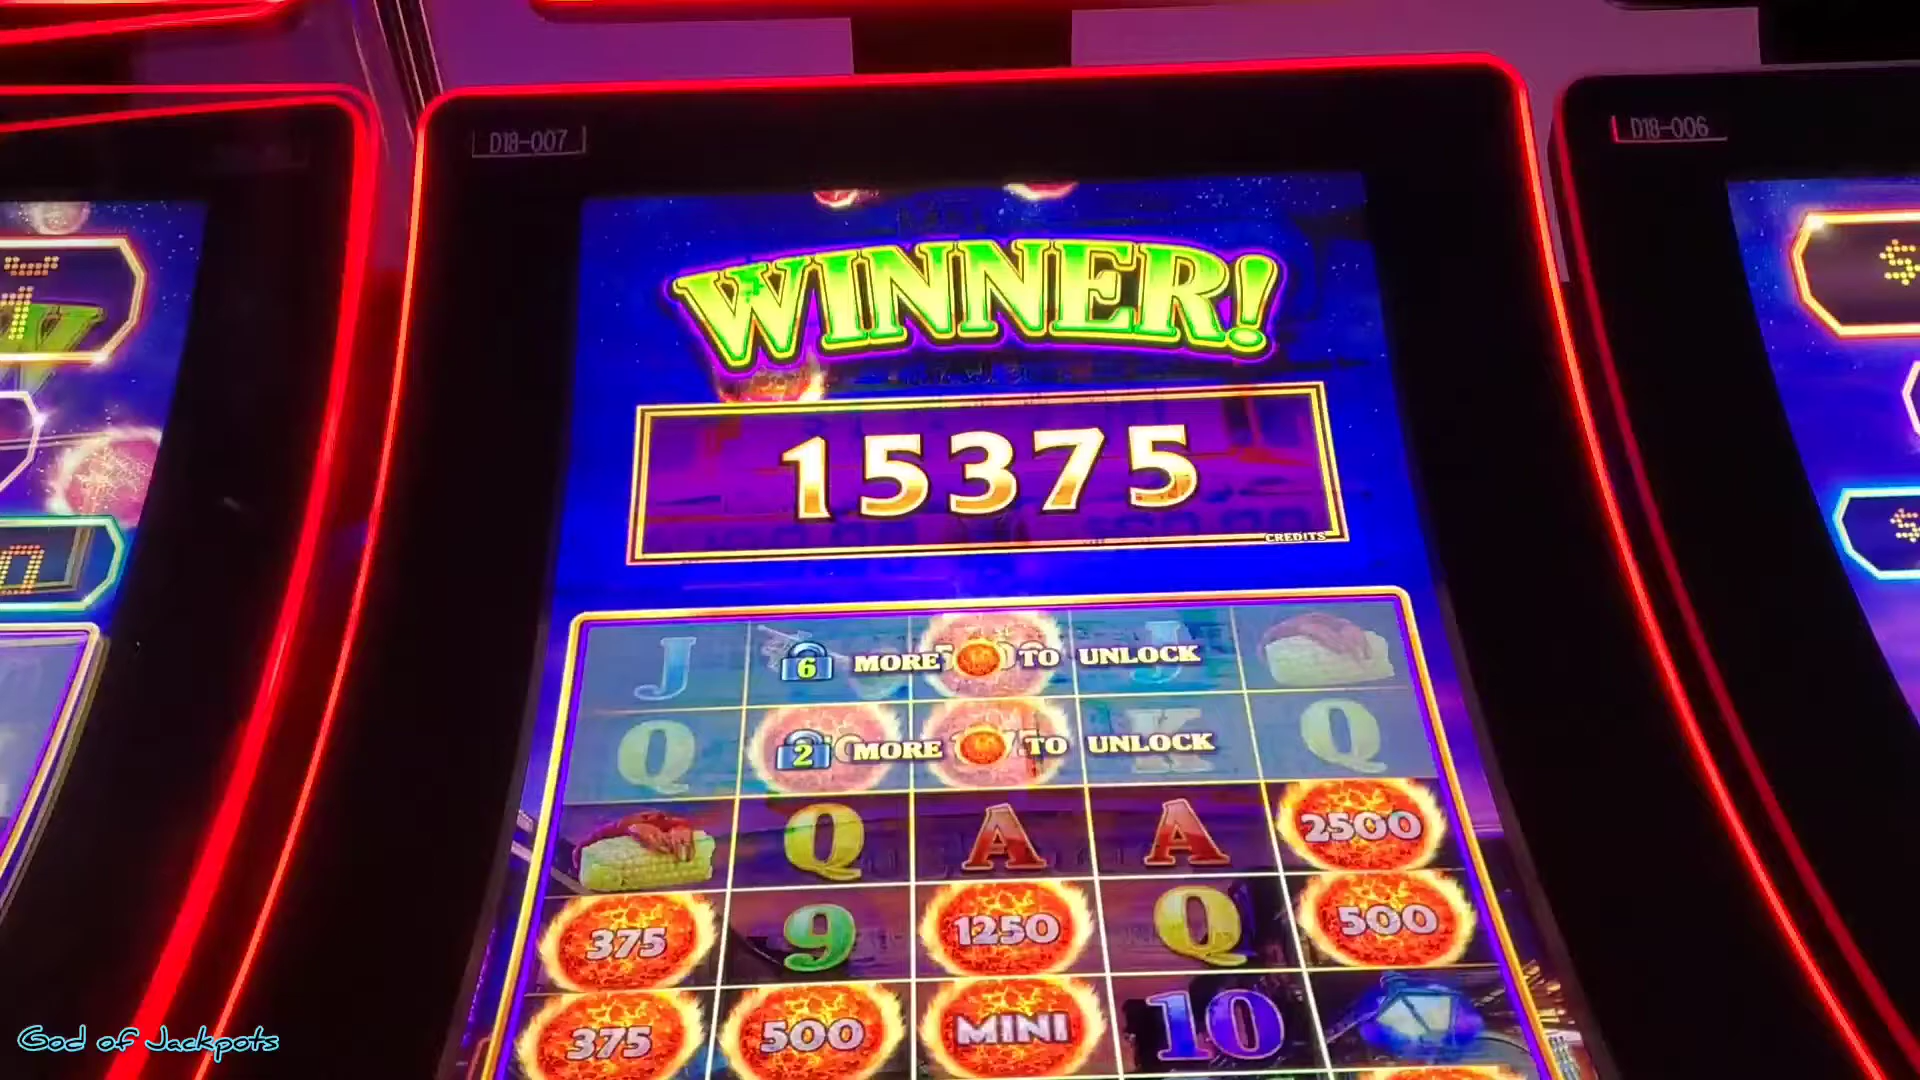 D18-007
D18-006
WINNER!
15375
CREDITS
J
J
6 MORE TO UNLOCK
Q
K
Q
2 MORE TO UNLOCK
Q
A
A
2500
375
9
1250
Q
500
375
500
MINI
10
God of Jackpots